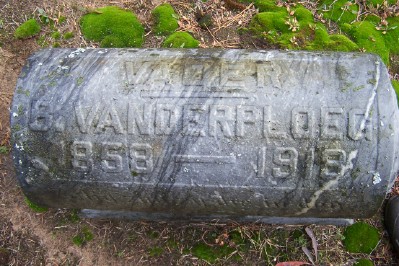 VADER
G. VANDERPLOEG
1858 — 1918